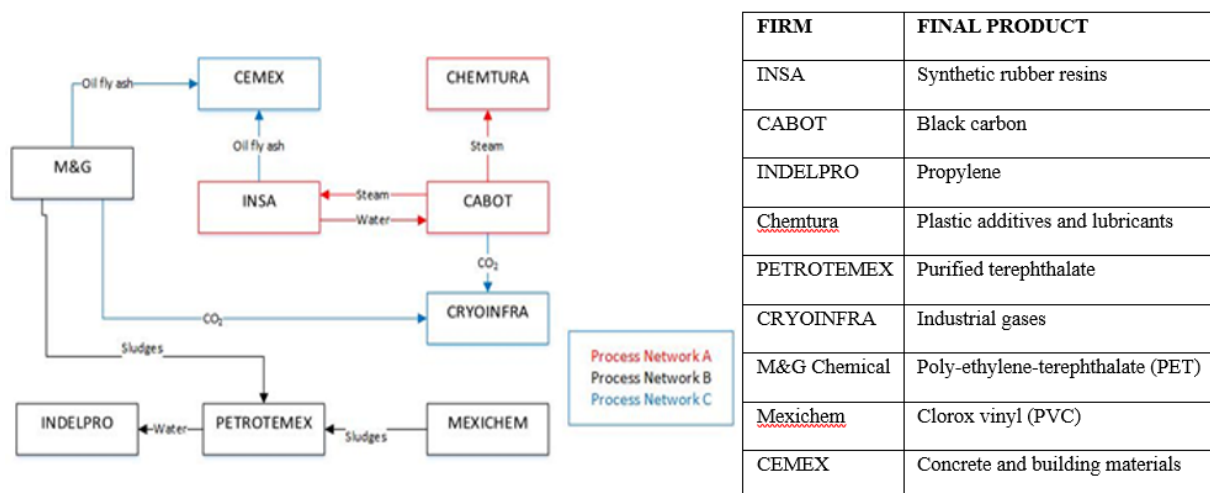 Oil fly ash
CEMEX
CHEMTURA
Oil fly ash
Steam
M&G
INSA
Steam
Water
CABOT
CO2
CRYOINFRA
CO2
Sludges
Process Network A
Process Network B
Process Network C
INDELPRO
Water
PETROTEMEX
Sludges
MEXICHEM
FIRM FINAL PRODUCT
INSA Synthetic rubber resins
CABOT Black carbon
INDELPRO Propylene
Chemtura Plastic additives and lubricants
PETROTEMEX Purified terephthalate
CRYOINFRA Industrial gases
M&G Chemical Poly-ethylene-terephthalate (PET)
Mexichem Clorox vinyl (PVC)
CEMEX Concrete and building materials